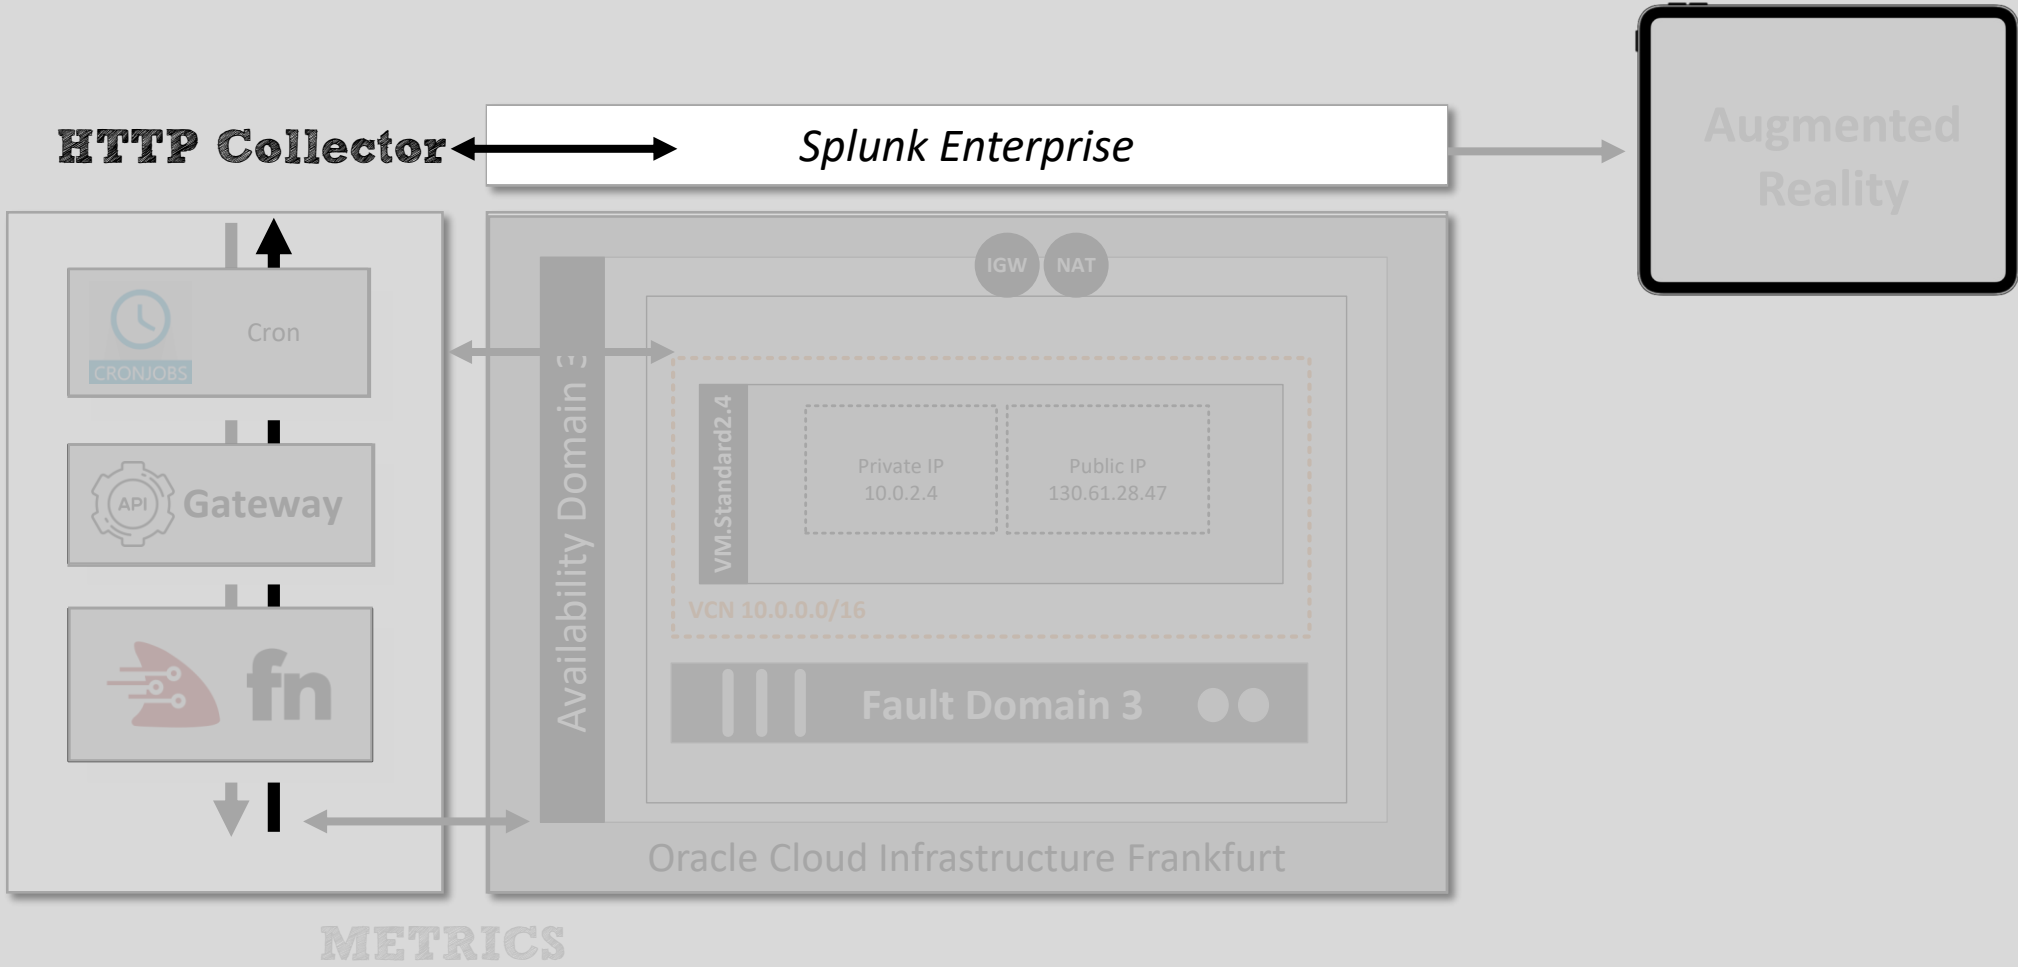 HTTP Collector
Splunk Enterprise
Augmented
Reality
IGW
NAT
Cron
CRONJOBS
API
Gateway
fn
Availability Domain 3
VM.Standard2.4
Private IP
10.0.2.4
Public IP
130.61.28.47
VCN 10.0.0.0/16
Fault Domain 3
Oracle Cloud Infrastructure Frankfurt
METRICS